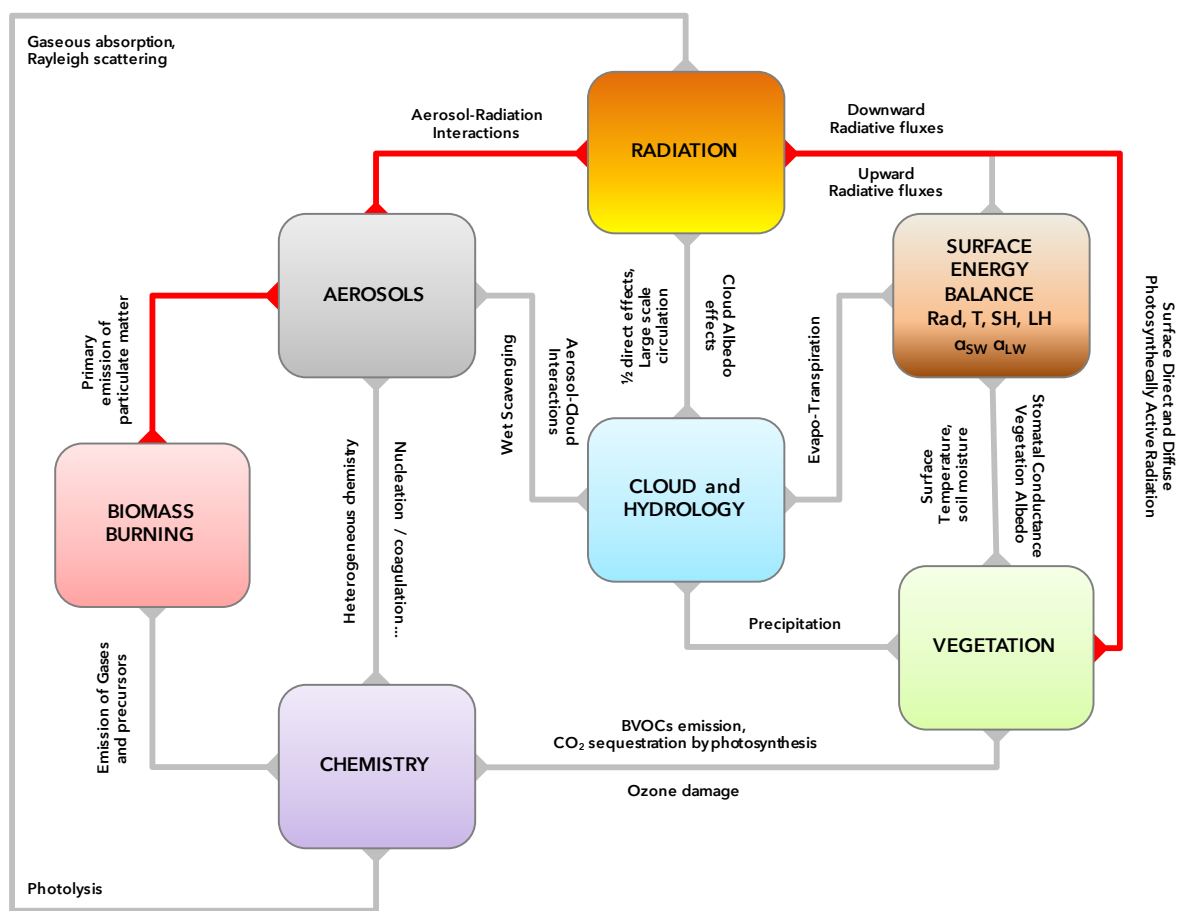 Gaseous absorption,
Rayleigh scattering
Aerosol-Radiation
Interactions
RADIATION
Downward
Radiative fluxes
Upward
Radiative fluxes
AEROSOLS
SURFACE
ENERGY
BALANCE
Rad, T, SH, LH
αSW αLW
Primary
emission of
particulate matter
Wet Scavenging
Aerosol-Cloud
Interactions
½ direct effects,
Large scale
circulation
Cloud Albedo
effects
Evapo-Transpiration
Surface Direct and Diffuse
Photosynthecally Active Radiation
BIOMASS
BURNING
Heterogeneous chemistry
Nucleation / coagulation...
CLOUD and
HYDROLOGY
Surface
Temperature,
soil moisture
Stomatal Conductance
Vegetation Albedo
Precipitation
VEGETATION
Emission of Gases
and precursors
CHEMISTRY
BVOCs emission,
CO₂ sequestration by photosynthesis
Ozone damage
Photolysis